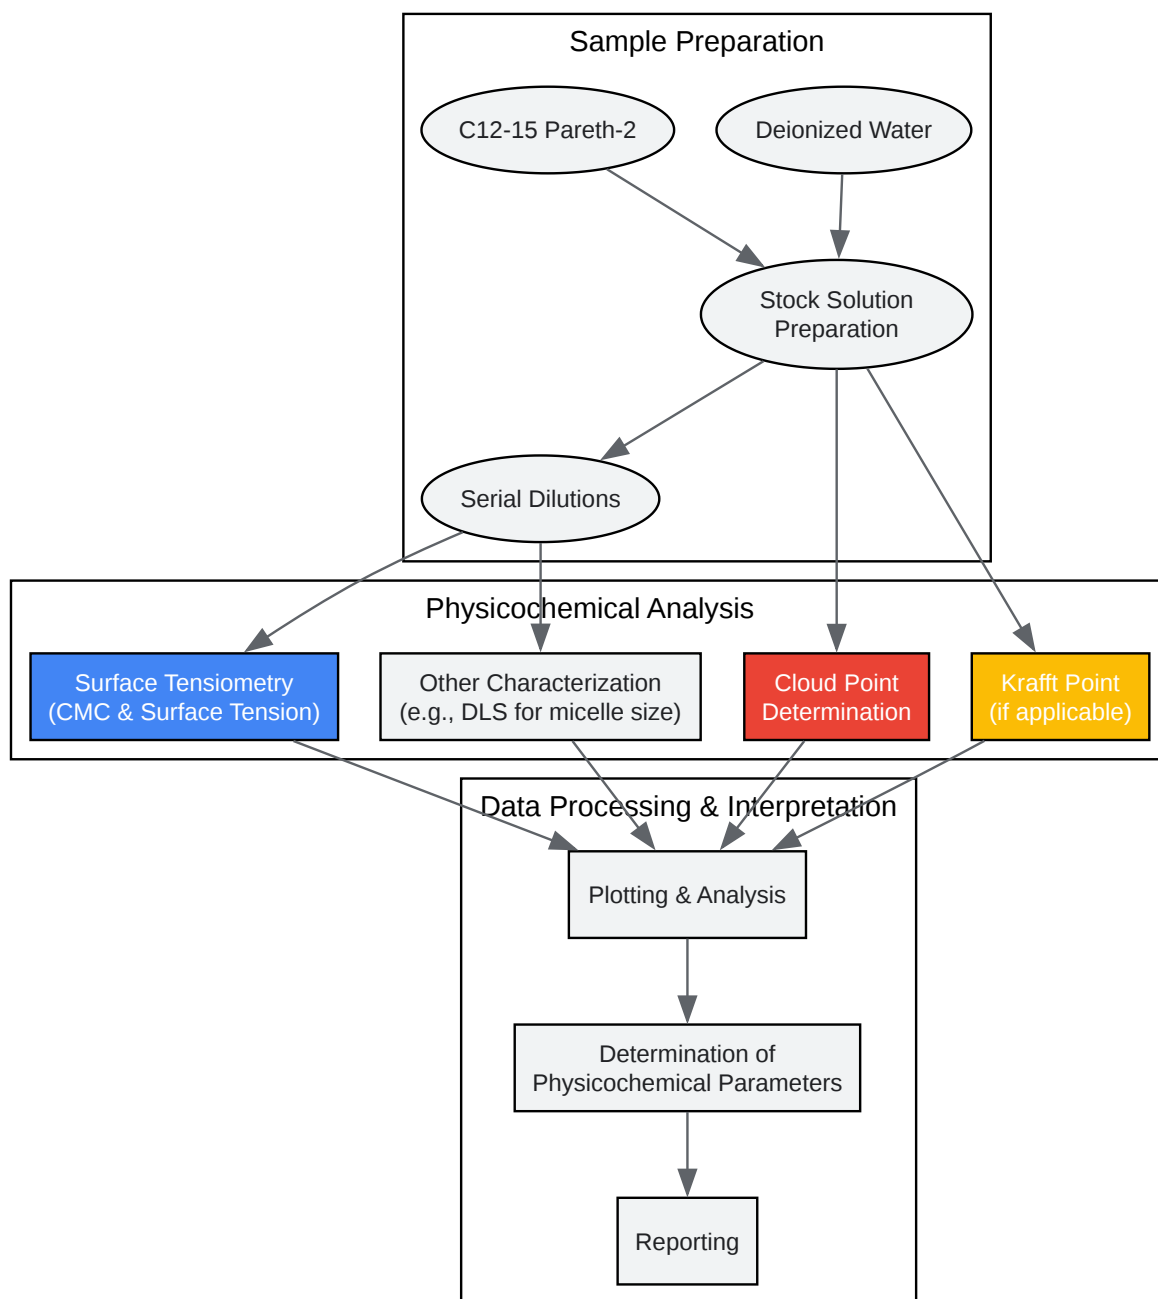 Sample Preparation
C12-15 Pareth-2
Deionized Water
Stock Solution
Preparation
Serial Dilutions
Physicochemical Analysis
Surface Tensiometry
(CMC & Surface Tension)
Other Characterization
(e.g., DLS for micelle size)
Cloud Point
Determination
Krafft Point
(if applicable)
Data Processing & Interpretation
Plotting & Analysis
Determination of
Physicochemical Parameters
Reporting